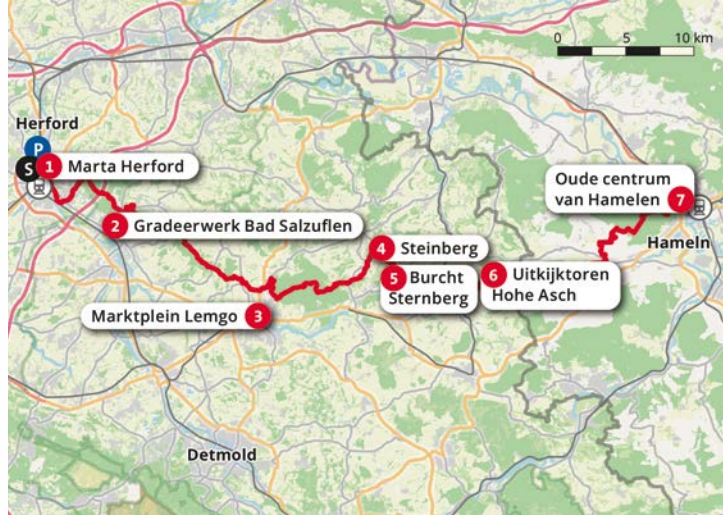 0 5 10 km
Herford
P
S
1 Marta Herford
2 Gradeerwerk Bad Salzuflen
Marktplein Lemgo 3
4 Steinberg
5 Burcht
Sternberg
6 Uitkijktoren
Hohe Asch
Oude centrum
van Hamelen 7
Hameln
Detmold